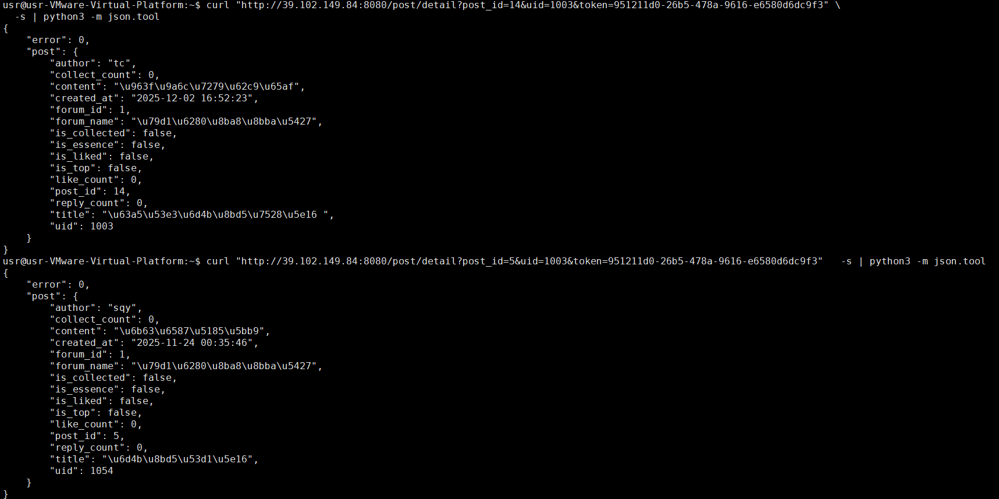 usr@usr-VMware-Virtual-Platform:~$ curl "http://39.102.149.84:8080/post/detail?post_id=14&uid=1003&token=951211d0-26b5-478a-9616-e6580d6dc9f3" \
  -s | python3 -m json.tool
{
    "error": 0,
    "post": {
        "author": "tc",
        "collect_count": 0,
        "content": "\u963f\u9a6c\u7279\u62c9\u65af",
        "created_at": "2025-12-02 16:52:23",
        "forum_id": 1,
        "forum_name": "\u79d1\u6280\u8ba8\u8bba\u5427",
        "is_collected": false,
        "is_essence": false,
        "is_liked": false,
        "is_top": false,
        "like_count": 0,
        "post_id": 14,
        "reply_count": 0,
        "title": "\u63a5\u53e3\u6d4b\u8bd5\u7528\u5e16 ",
        "uid": 1003
    }
}
usr@usr-VMware-Virtual-Platform:~$ curl "http://39.102.149.84:8080/post/detail?post_id=5&uid=1003&token=951211d0-26b5-478a-9616-e6580d6dc9f3"   -s | python3 -m json.tool
{
    "error": 0,
    "post": {
        "author": "sqy",
        "collect_count": 0,
        "content": "\u6b63\u6587\u5185\u5bb9",
        "created_at": "2025-11-24 00:35:46",
        "forum_id": 1,
        "forum_name": "\u79d1\u6280\u8ba8\u8bba\u5427",
        "is_collected": false,
        "is_essence": false,
        "is_liked": false,
        "is_top": false,
        "like_count": 0,
        "post_id": 5,
        "reply_count": 0,
        "title": "\u6d4b\u8bd5\u53d1\u5e16",
        "uid": 1054
    }
}